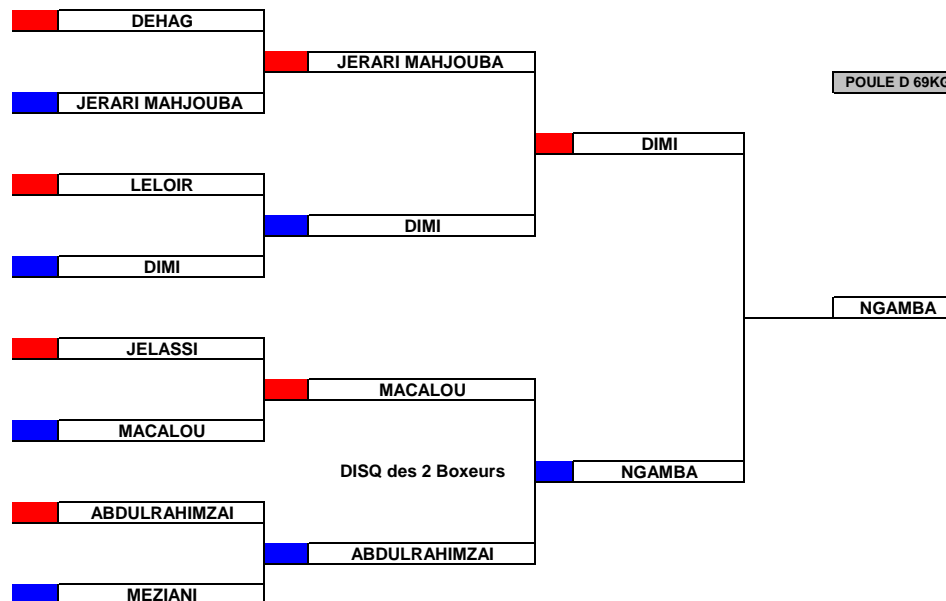 DEHAG
JERARI MAHJOUBA
POULE D 69KG
JERARI MAHJOUBA
DIMI
LELOIR
DIMI
DIMI
NGAMBA
JELASSI
MACALOU
MACALOU
DISQ des 2 Boxeurs
NGAMBA
ABDULRAHIMZAI
ABDULRAHIMZAI
MEZIANI